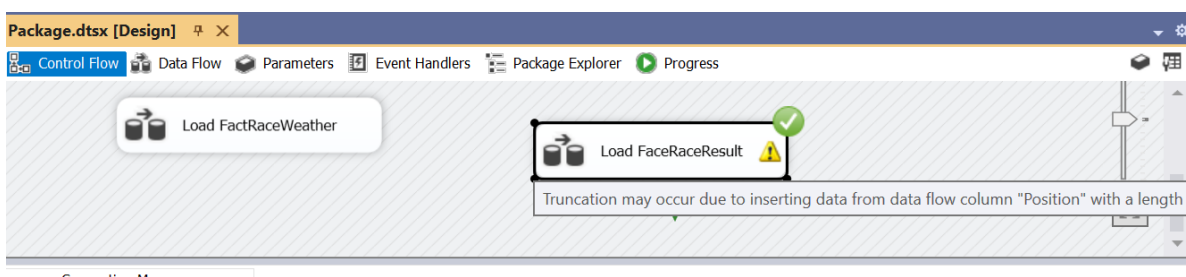 Package.dtsx [Design]
Control Flow Data Flow Parameters Event Handlers Package Explorer Progress
Load FactRaceWeather
Load FaceRaceResult
Truncation may occur due to inserting data from data flow column "Position" with a length